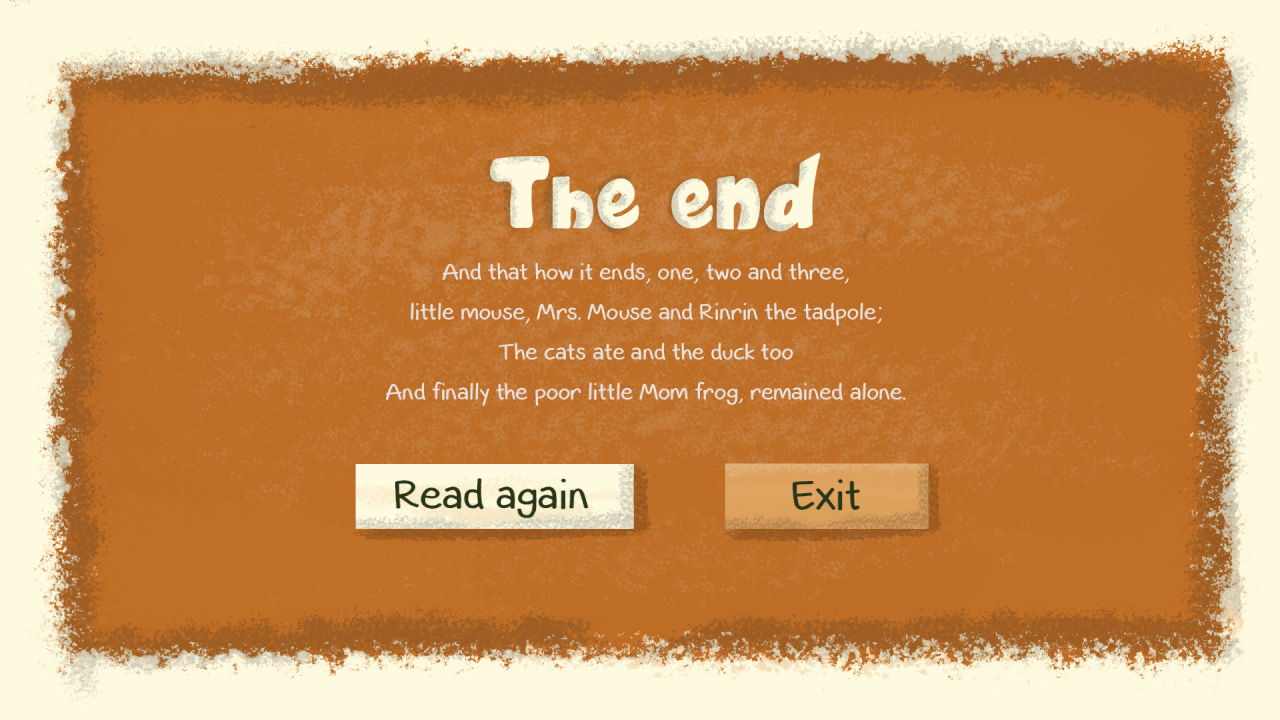 The end
And that how it ends, one, two and three,
little mouse, Mrs. Mouse and Rinrin the tadpole;
The cats ate and the duck too
And finally the poor little Mom frog, remained alone.
Read again
Exit